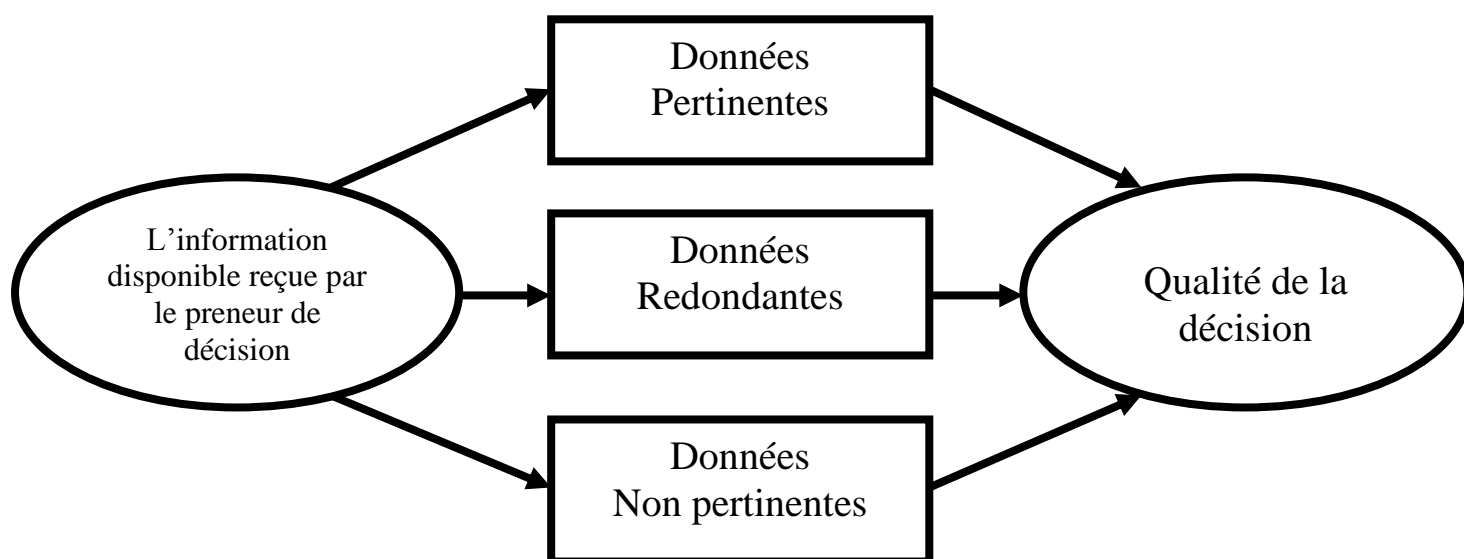 Données
Pertinentes
L’information
disponible reçue par
le preneur de
décision
Données
Redondantes
Qualité de la
décision
Données
Non pertinentes